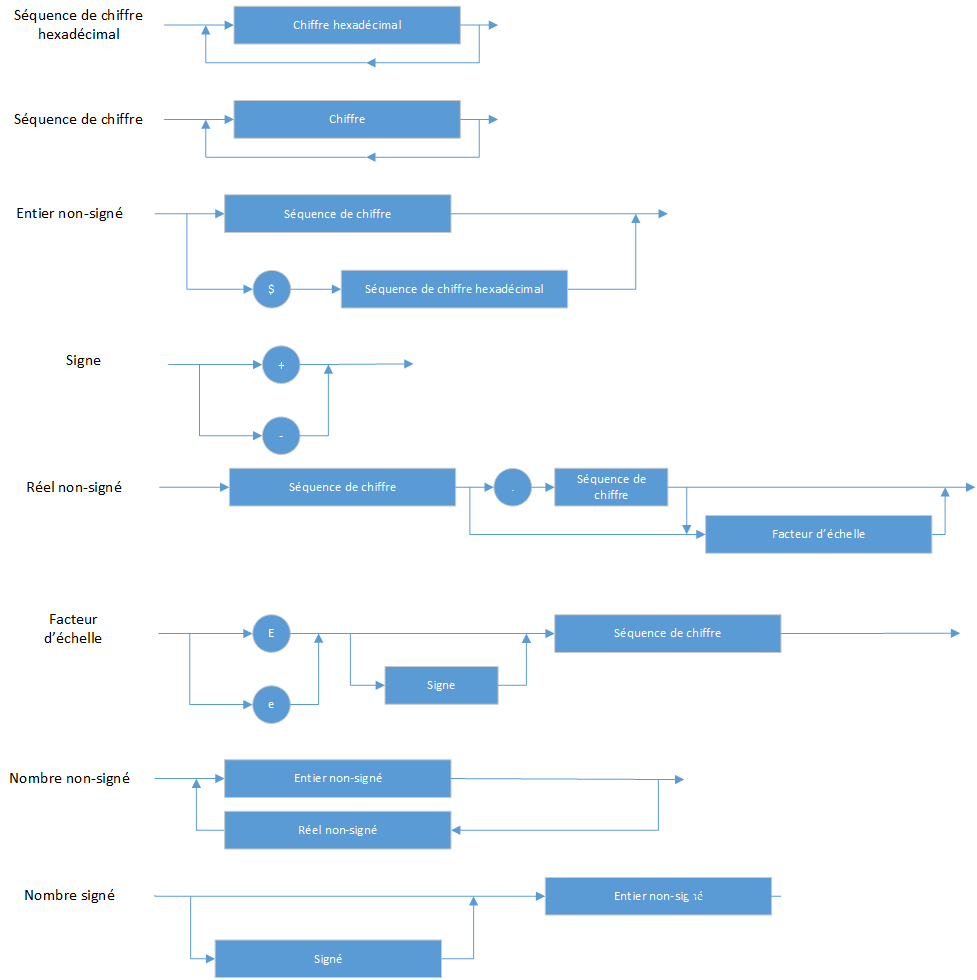 Séquence de chiffre
hexadécimal
Chiffre hexadécimal
Séquence de chiffre
Chiffre
Entier non-signé
Séquence de chiffre
$
Séquence de chiffre hexadécimal
Signe
+
-
Réel non-signé
Séquence de chiffre
.
Séquence de
chiffre
Facteur d'échelle
Facteur
d'échelle
E
Séquence de chiffre
Signe
e
Nombre non-signé
Entier non-signé
Réel non-signé
Nombre signé
Entier non-signé
Signé